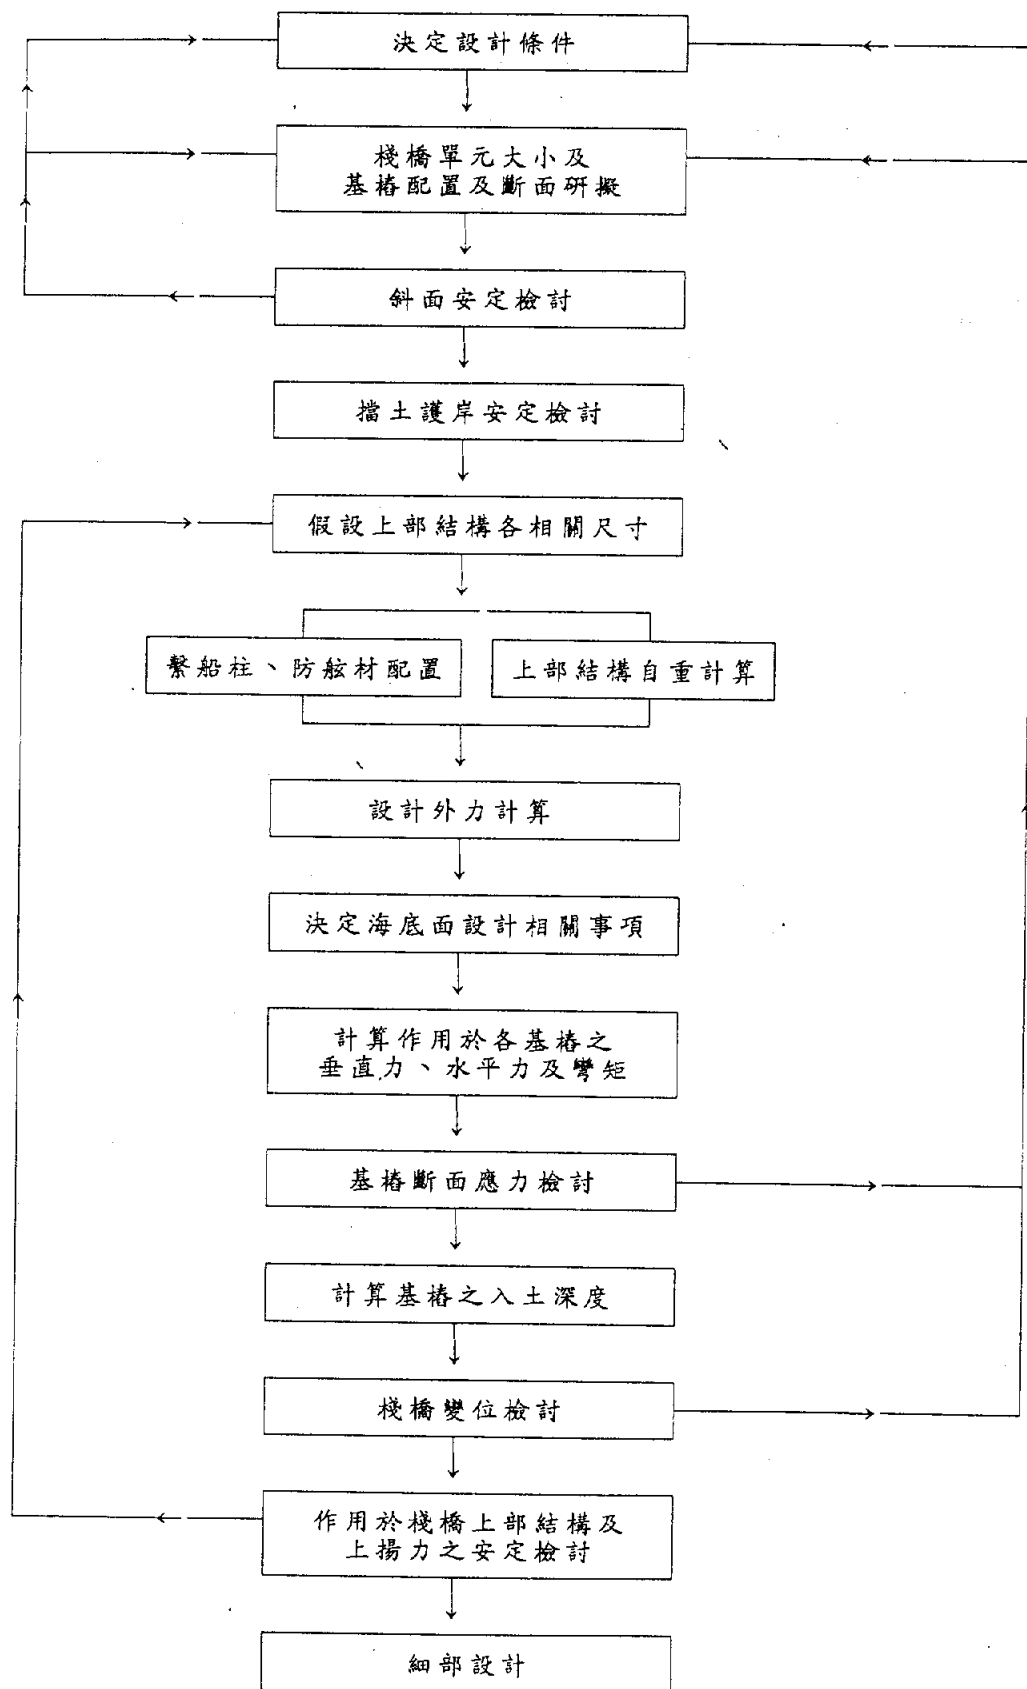 決定設計條件
棧橋單元大小及
基樁配置及斷面研擬
斜面安定檢討
擋土護岸安定檢討
假設上部結構各相關尺寸
繫船柱、防舷材配置
上部結構自重計算
設計外力計算
決定海底面設計相關事項
計算作用於各基樁之
垂直力、水平力及彎矩
基樁斷面應力檢討
計算基樁之入土深度
棧橋變位檢討
作用於棧橋上部結構及
上揚力之安定檢討
細部設計